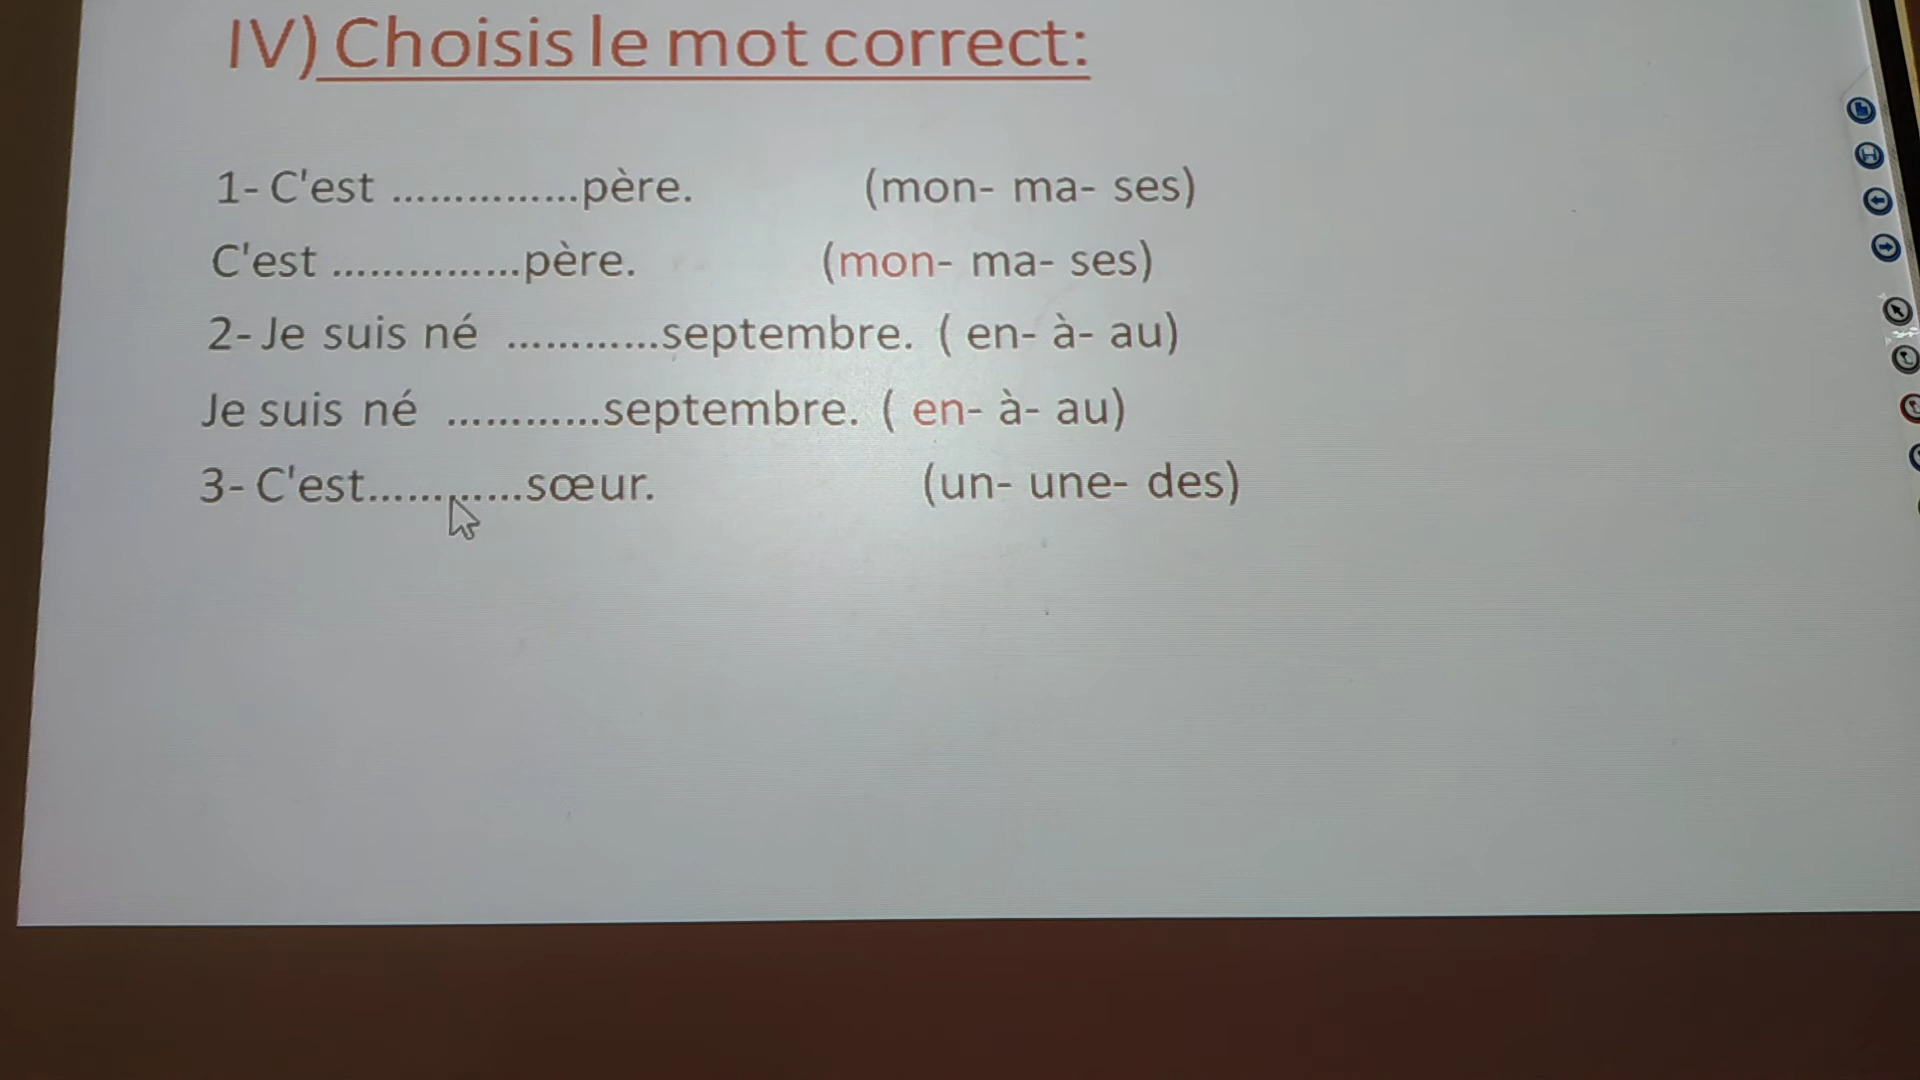 IV) Choisis le mot correct:
1- C'est ...............père. (mon- ma- ses)
C'est ...............père. (mon- ma- ses)
2- Je suis né ............septembre. ( en- à- au)
Je suis né ............septembre. ( en- à- au)
3- C'est............sœur. (un- une- des)